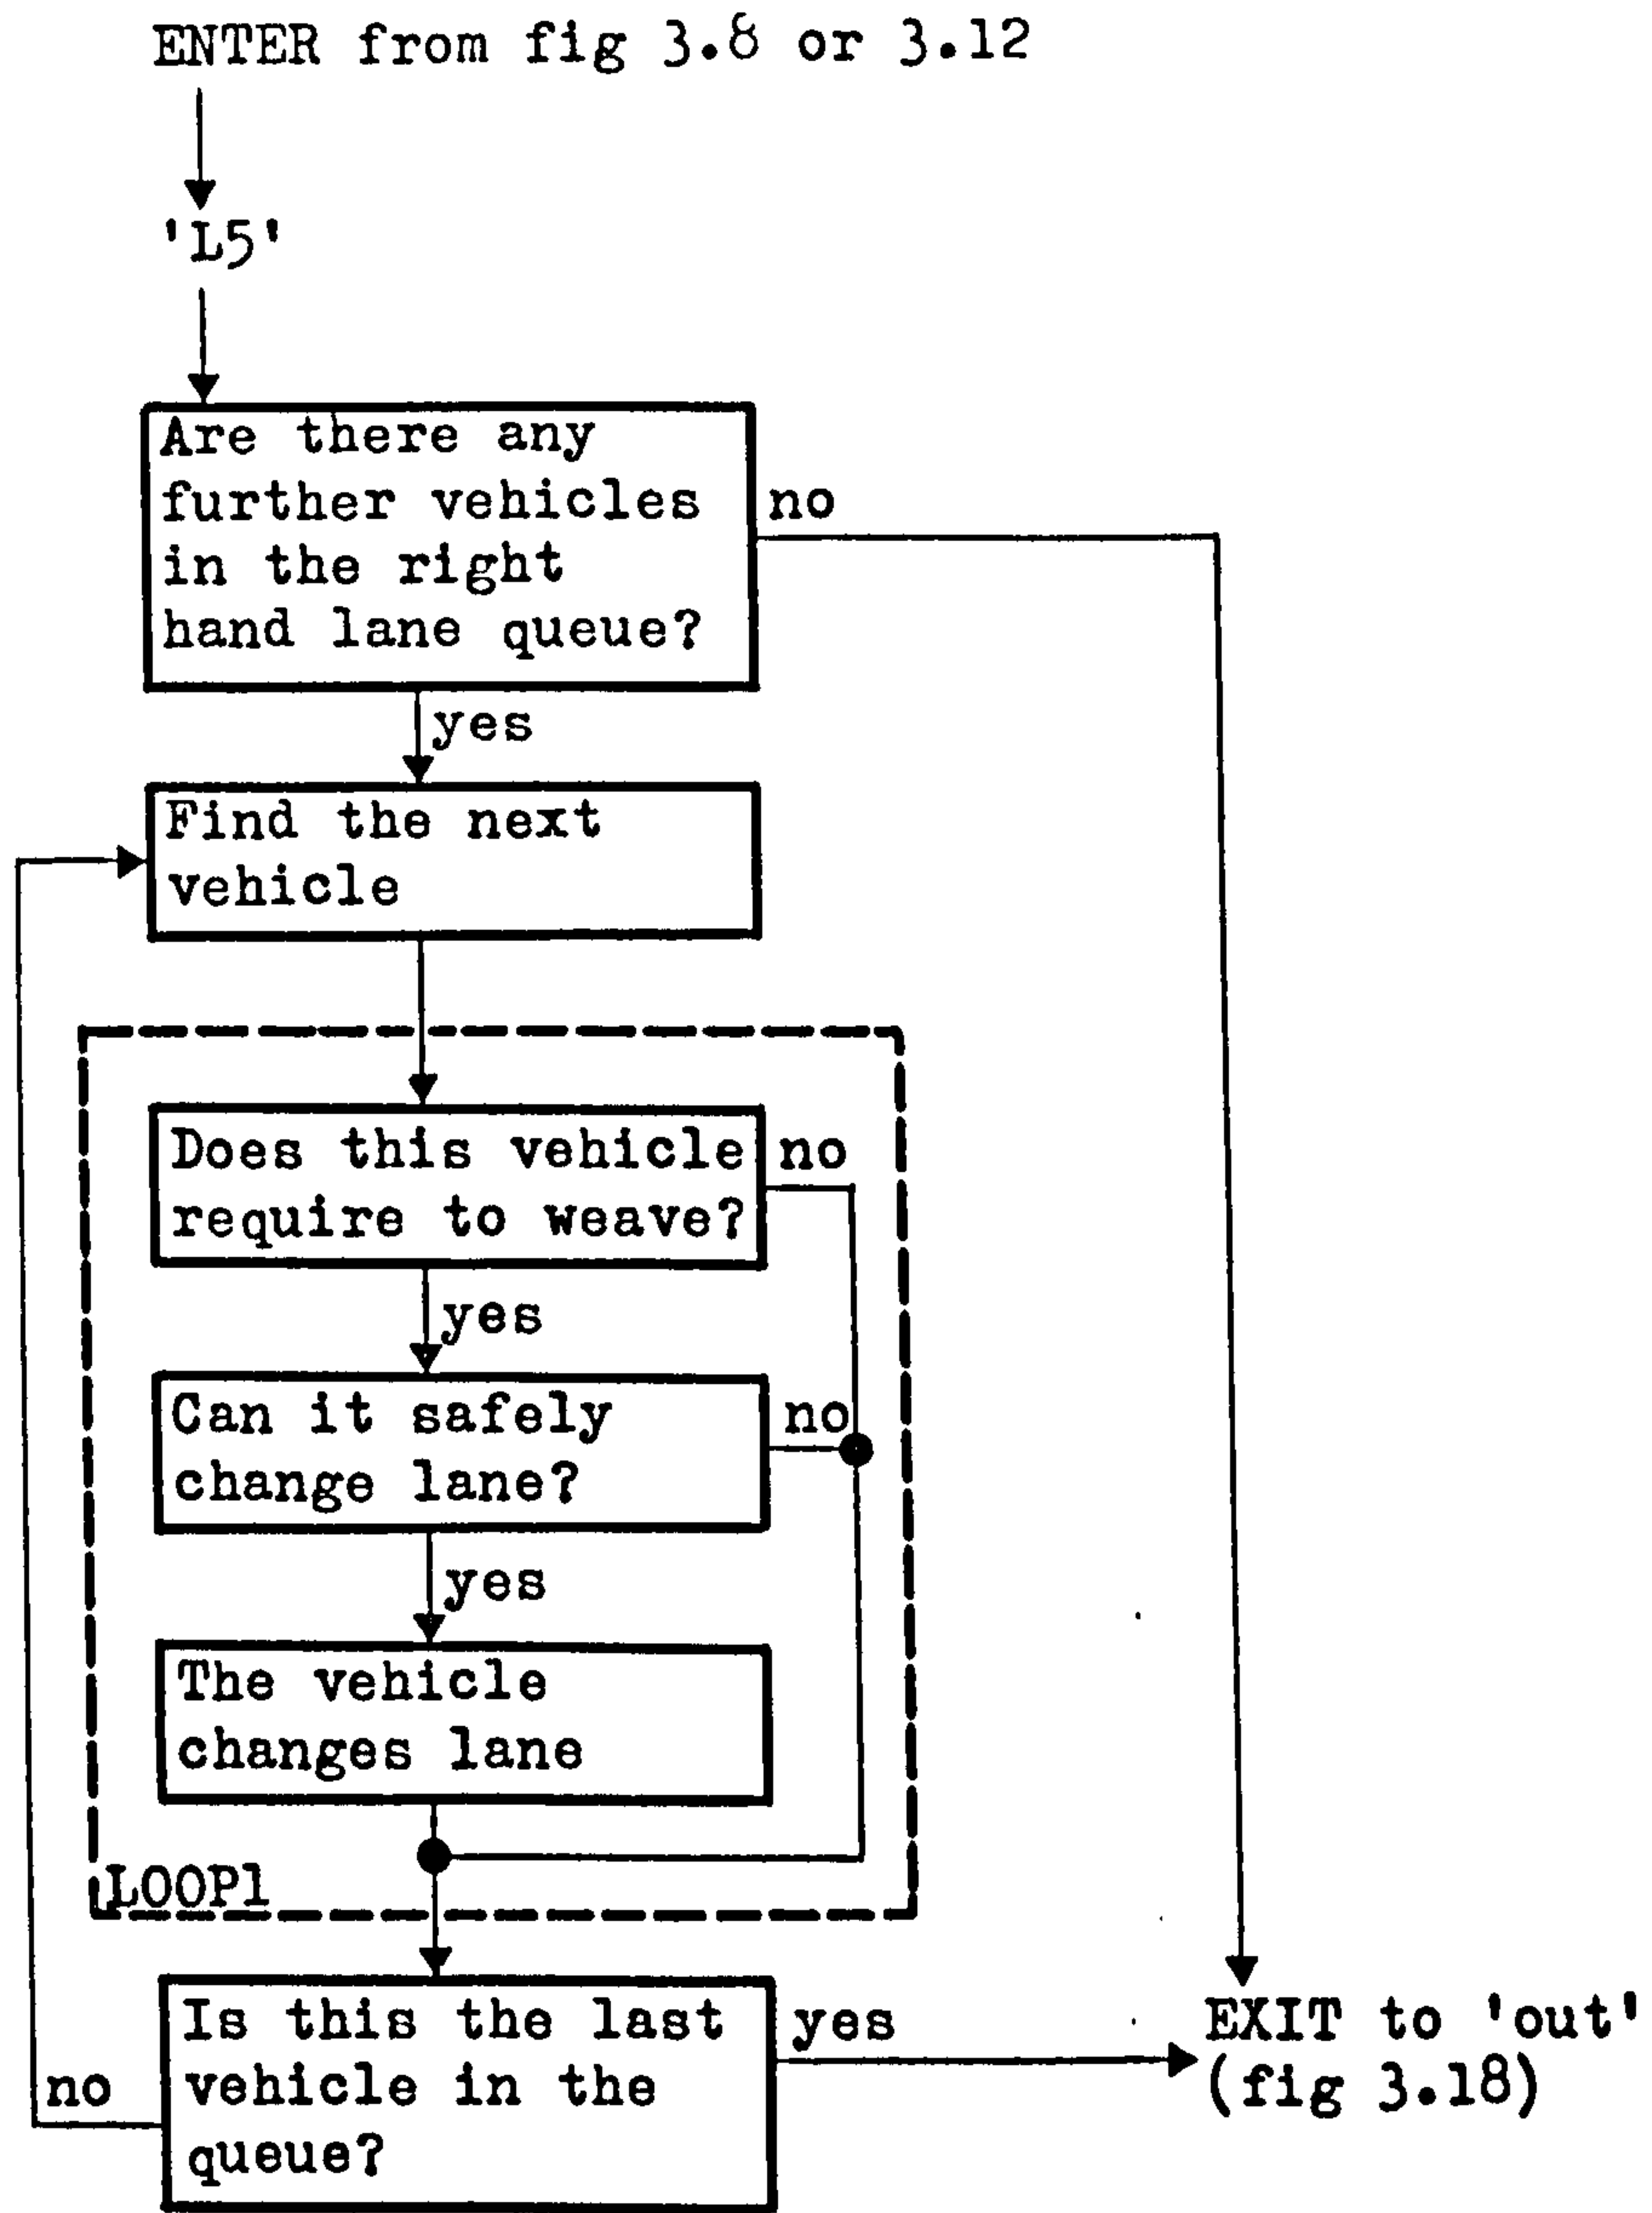 ENTER from fig 3.8 or 3.12
'L5'
Are there any
further vehicles
in the right
hand lane queue?
no
yes
Find the next
vehicle
Does this vehicle
require to weave?
no
yes
Can it safely
change lane?
no
yes
The vehicle
changes lane
LOOP1
Is this the last
vehicle in the
queue?
yes
no
EXIT to 'out'
(fig 3.18)